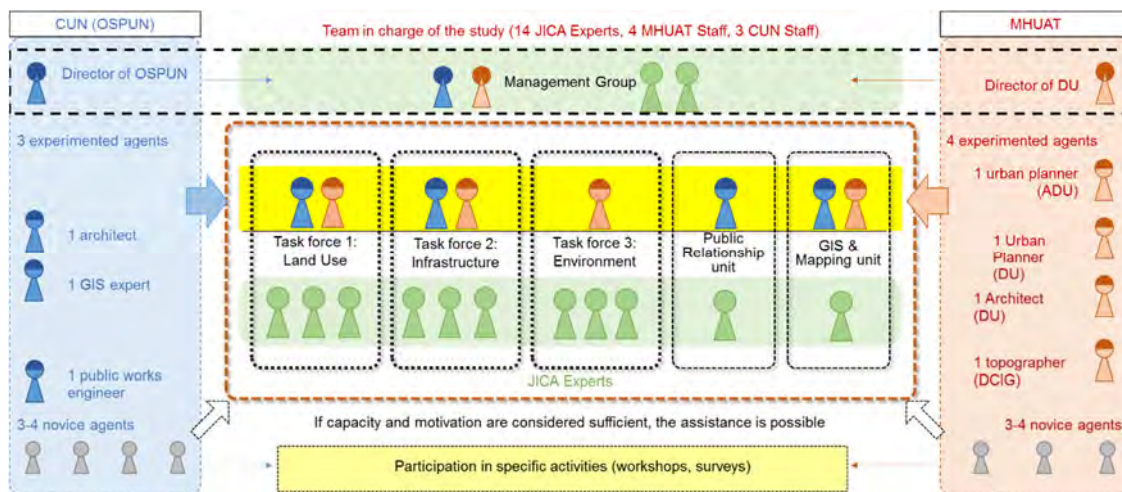 CUN (OSPUN)
Team in charge of the study (14 JICA Experts, 4 MHUAT Staff, 3 CUN Staff)
MHUAT
Director of OSPUN
Management Group
Director of DU
3 experimented agents
1 architect
1 GIS expert
1 public works
engineer
3-4 novice agents
Task force 1:
Land Use
Task force 2:
Infrastructure
Task force 3:
Environment
Public
Relationship
unit
GIS &
Mapping unit
JICA Experts
4 experimented agents
1 urban planner
(ADU)
1 Urban
Planner
(DU)
1 Architect
(DU)
1 topographer
(DCIG)
3-4 novice agents
If capacity and motivation are considered sufficient, the assistance is possible
Participation in specific activities (workshops, surveys)